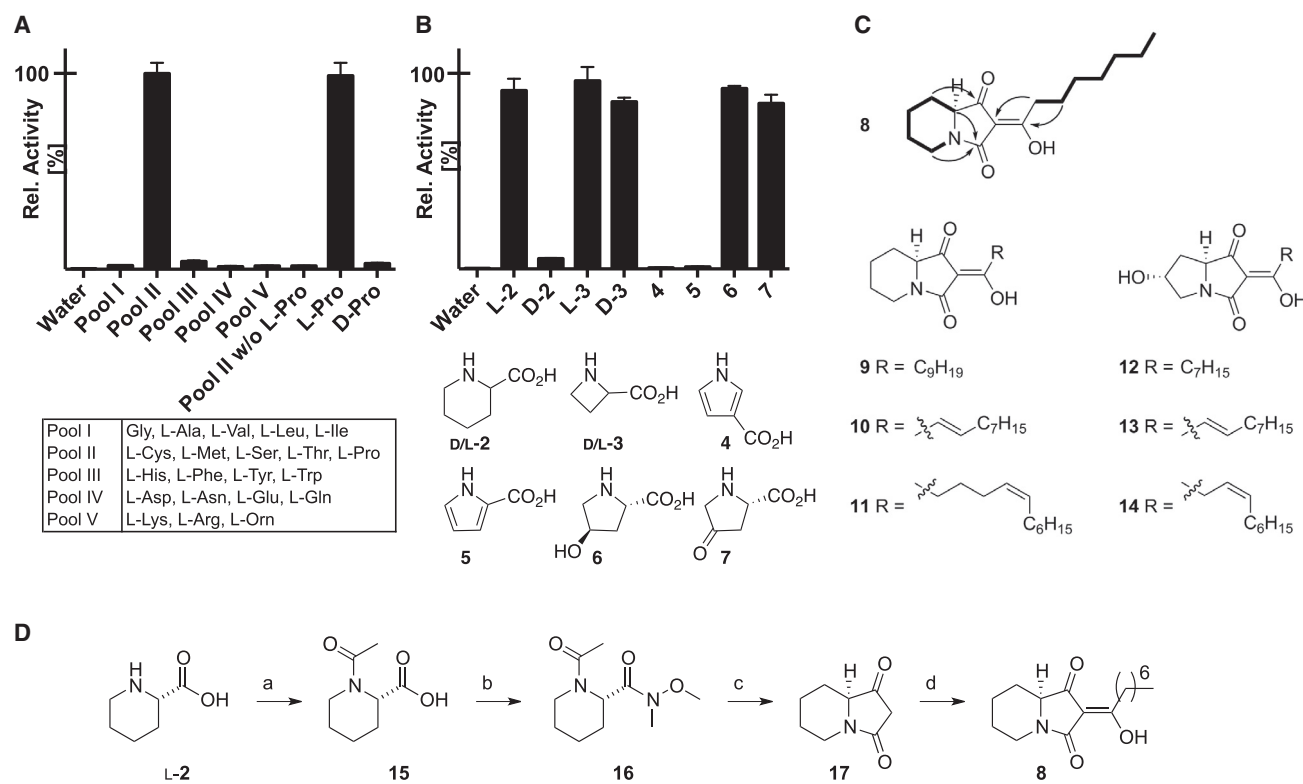 A
100
Rel. Activity
[%]
Water
Pool I
Pool II
Pool III
Pool IV
Pool V
Pool II w/o L-Pro
L-Pro
D-Pro
Pool I Gly, L-Ala, L-Val, L-Leu, L-Ile
Pool II L-Cys, L-Met, L-Ser, L-Thr, L-Pro
Pool III L-His, L-Phe, L-Tyr, L-Trp
Pool IV L-Asp, L-Asn, L-Glu, L-Gln
Pool V L-Lys, L-Arg, L-Orn
B
100
Rel. Activity
[%]
Water
L-2
D-2
L-3
D-3
4
5
6
7
H
N
CO2H
D/L-2
H
N
CO2H
D/L-3
H
N
CO2H
4
H
N
CO2H
5
H
N
CO2H
HO
6
H
N
CO2H
O
7
C
8
H
O
N
OH
O
H
O
R
N
OH
O
9 R = C9H19
10 R = C7H15
11 R =
C6H15
H
O
R
HO
N
OH
O
12 R = C7H15
13 R = C7H15
14 R =
C6H15
D
H
N
O
OH
L-2
a
O
N
O
OH
15
b
O
N
O
N
O
16
c
H
O
N
O
17
d
H
O
( )6
N
OH
O
8